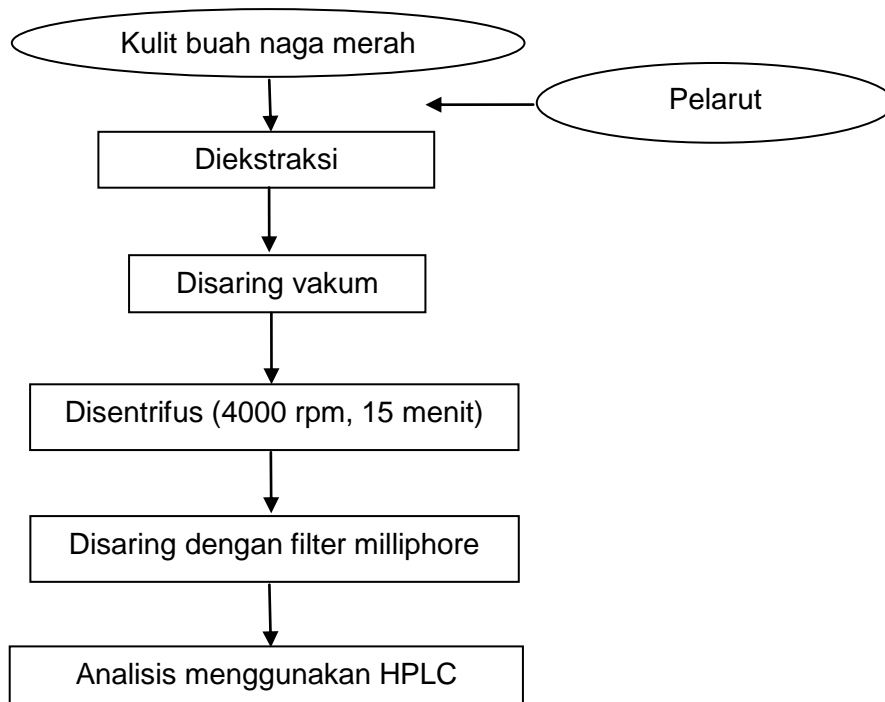 Kulit buah naga merah
Pelarut
Diekstraksi
Disaring vakum
Disentrifus (4000 rpm, 15 menit)
Disaring dengan filter milliphore
Analisis menggunakan HPLC